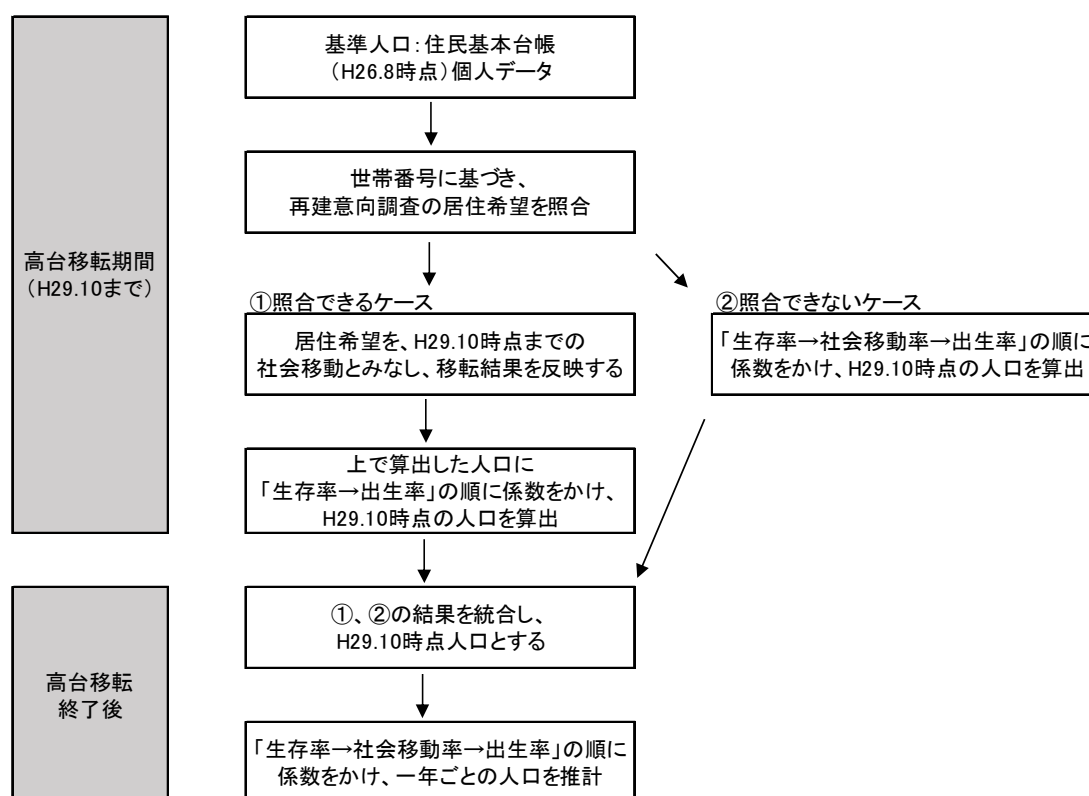 基準人口：住民基本台帳
（H26.8時点）個人データ
世帯番号に基づき、
再建意向調査の居住希望を照合
高台移転期間
（H29.10まで）
①照合できるケース
居住希望を、H29.10時点までの
社会移動とみなし、移転結果を反映する
②照合できないケース
「生存率→社会移動率→出生率」の順に
係数をかけ、H29.10時点の人口を算出
上で算出した人口に
「生存率→出生率」の順に係数をかけ、
H29.10時点の人口を算出
①、②の結果を統合し、
H29.10時点人口とする
高台移転
終了後
「生存率→社会移動率→出生率」の順に
係数をかけ、一年ごとの人口を推計